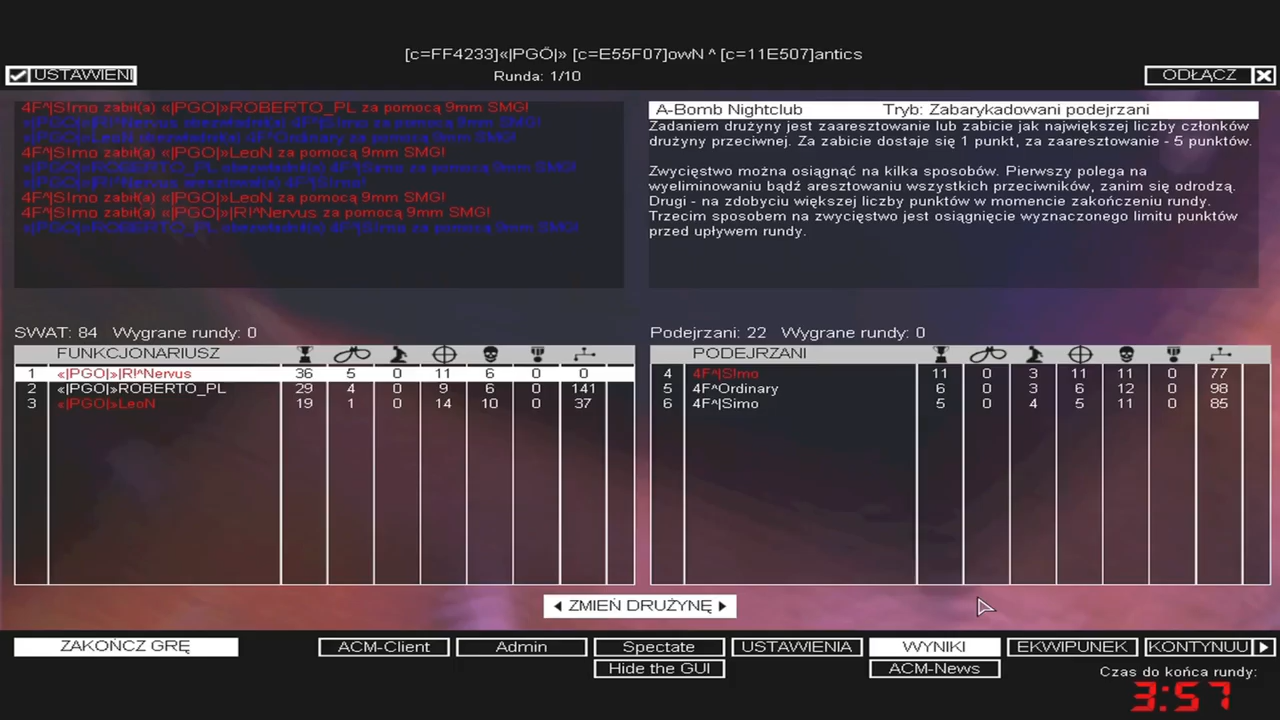 [c=FF4233]«|PGÖ|» [c=E55F07]owN ^ [c=11E507]antics
Runda: 1/10
USTAWIENI
ODŁĄCZ
4F^|S!mo zabił(a) «|PGO|»ROBERTO_PL za pomocą 9mm SMG!
4F^|S!mo zabił(a) «|PGO|»LeoN za pomocą 9mm SMG!
4F^|S!mo zabił(a) «|PGO|»LeoN za pomocą 9mm SMG!
4F^|S!mo zabił(a) «|PGO|»|R!^Nervus za pomocą 9mm SMG!
A-Bomb Nightclub Tryb: Zabarykadowani podejrzani
Zadaniem drużyny jest zaaresztowanie lub zabicie jak największej liczby członków
drużyny przeciwnej. Za zabicie dostaje się 1 punkt, za zaaresztowanie - 5 punktów.
Zwycięstwo można osiągnąć na kilka sposobów. Pierwszy polega na
wyeliminowaniu bądź aresztowaniu wszystkich przeciwników, zanim się odrodzą.
Drugi - na zdobyciu większej liczby punktów w momencie zakończeniu rundy.
Trzecim sposobem na zwycięstwo jest osiągnięcie wyznaczonego limitu punktów
przed upływem rundy.
SWAT: 84 Wygrane rundy: 0
FUNKCJONARIUSZ
1 «|PGO|»|R!^Nervus 36 5 0 11 6 0 0
2 «|PGO|»ROBERTO_PL 29 4 0 9 6 0 141
3 «|PGO|»LeoN 19 1 0 14 10 0 37
Podejrzani: 22 Wygrane rundy: 0
PODEJRZANI
4 4F^|S!mo 11 0 3 11 11 0 77
5 4F^Ordinary 6 0 3 6 12 0 98
6 4F^|Simo 5 0 4 5 11 0 85
ZMIEŃ DRUŻYNĘ
ZAKOŃCZ GRĘ
ACM-Client
Admin
Spectate
USTAWIENIA
WYNIKI
EKWIPUNEK
KONTYNUU
Hide the GUI
ACM-News
Czas do końca rundy:
3:57